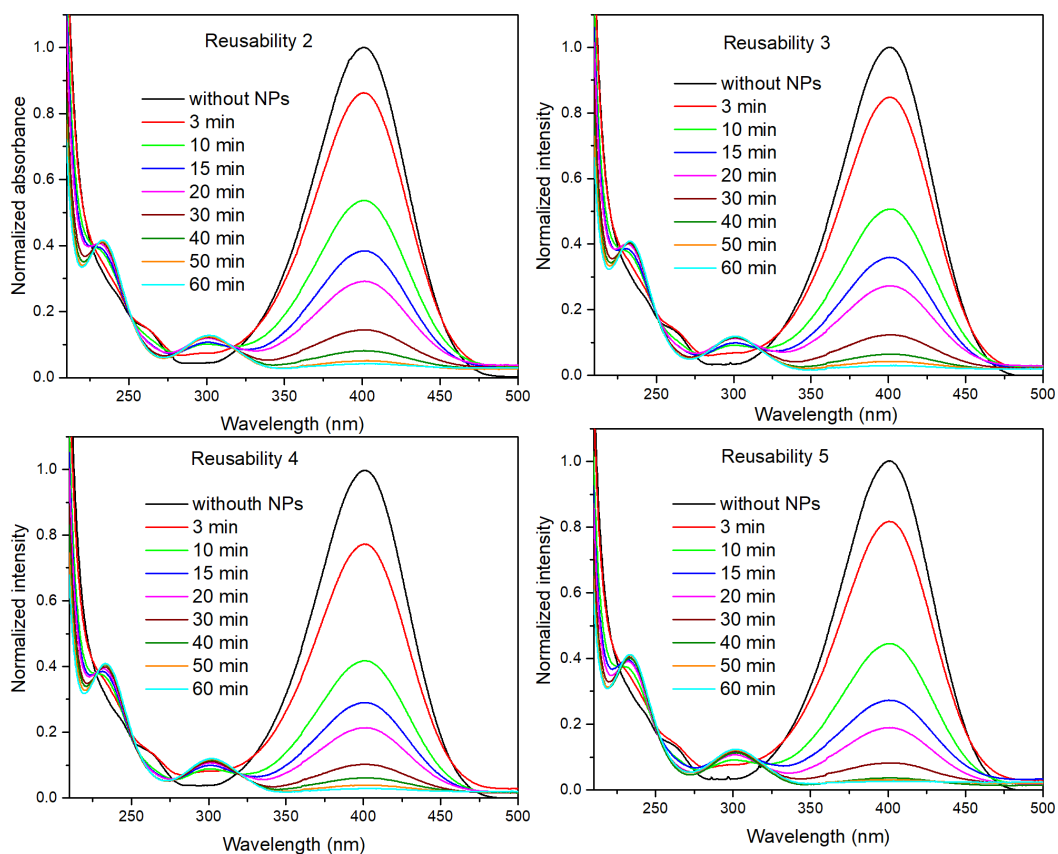 Reusability 2
Normalized absorbance
1.0
0.8
0.6
0.4
0.2
0.0
without NPs
3 min
10 min
15 min
20 min
30 min
40 min
50 min
60 min
250 300 350 400 450 500
Wavelength (nm)
Reusability 3
Normalized intensity
1.0
0.8
0.6
0.4
0.2
0.0
without NPs
3 min
10 min
15 min
20 min
30 min
40 min
50 min
60 min
250 300 350 400 450 500
Wavelength (nm)
Reusability 4
Normalized intensity
1.0
0.8
0.6
0.4
0.2
0.0
withouth NPs
3 min
10 min
15 min
20 min
30 min
40 min
50 min
60 min
250 300 350 400 450 500
Wavelength (nm)
Reusability 5
Normalized intensity
1.0
0.8
0.6
0.4
0.2
0.0
without NPs
3 min
10 min
15 min
20 min
30 min
40 min
50 min
60 min
250 300 350 400 450 500
Wavelength (nm)